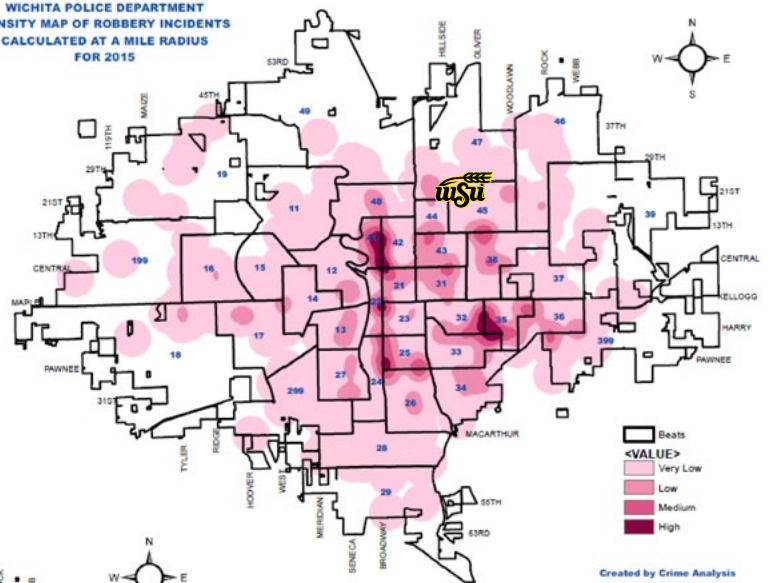 WICHITA POLICE DEPARTMENT
NSITY MAP OF ROBBERY INCIDENTS
CALCULATED AT A MILE RADIUS
FOR 2015
N
W E
S
HILLSIDE
OLIVER
WOODLAWN
ROCK
WEBB
53RD
45TH
MAIZE
119TH
29TH
21ST
13TH
CENTRAL
MAPLE
PAWNEE
31ST
TYLER
RIDGE
HOOVER
WEST
MERIDIAN
SENECA
BROADWAY
MACARTHUR
55TH
63RD
37TH
29TH
21ST
13TH
CENTRAL
KELLOGG
HARRY
PAWNEE
49
46
47
19
wsu
11
48
44
45
39
42
43
38
199
16
15
12
37
21
31
14
23
32
35
36
13
17
399
18
25
33
27
24
34
299
26
28
29
Beats
<VALUE>
Very Low
Low
Medium
High
Created by Crime Analysis
N
W E